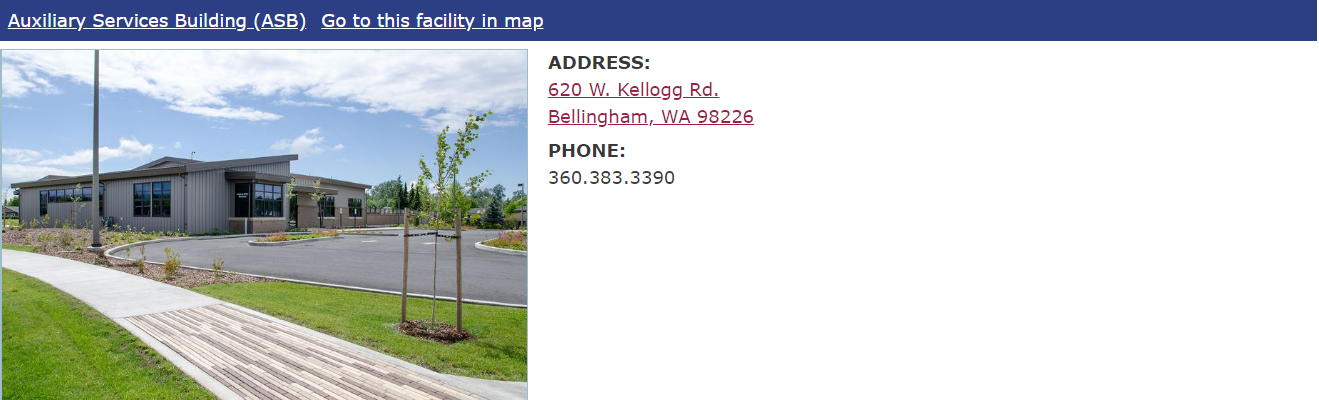 Auxiliary Services Building (ASB) Go to this facility in map
ADDRESS:
620 W. Kellogg Rd.
Bellingham, WA 98226
PHONE:
360.383.3390